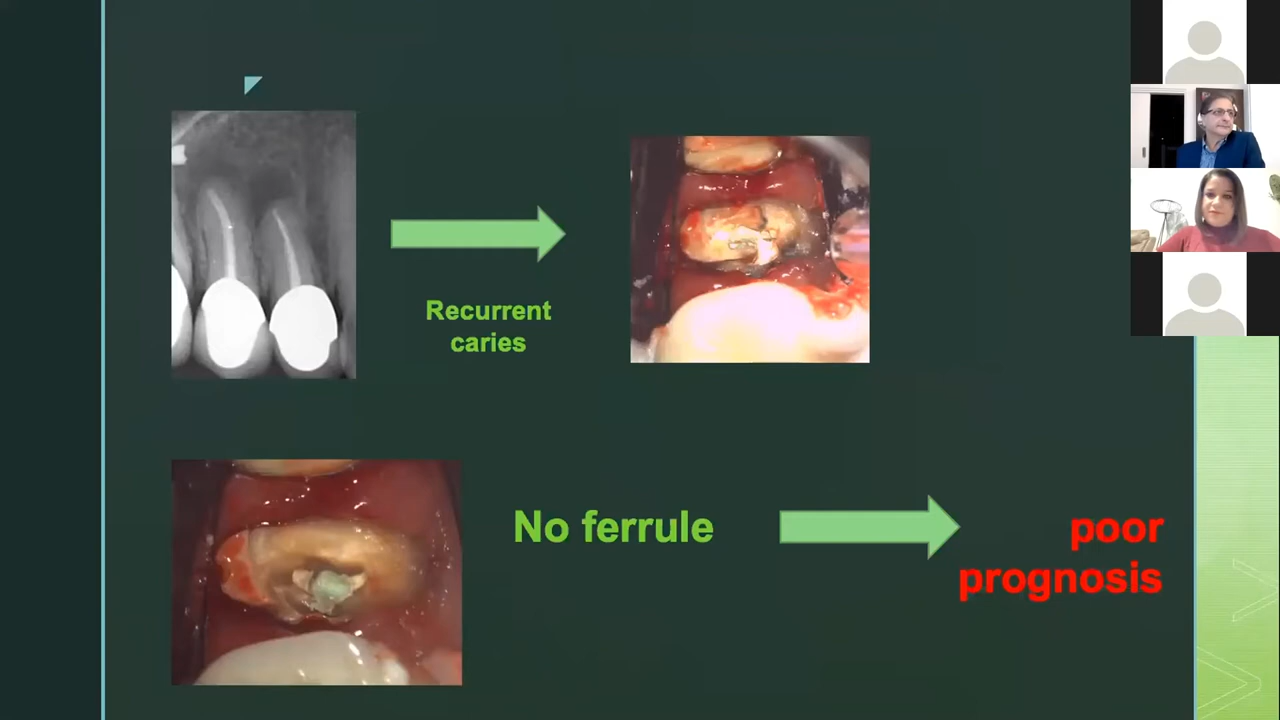 Recurrent
caries
No ferrule
poor
prognosis